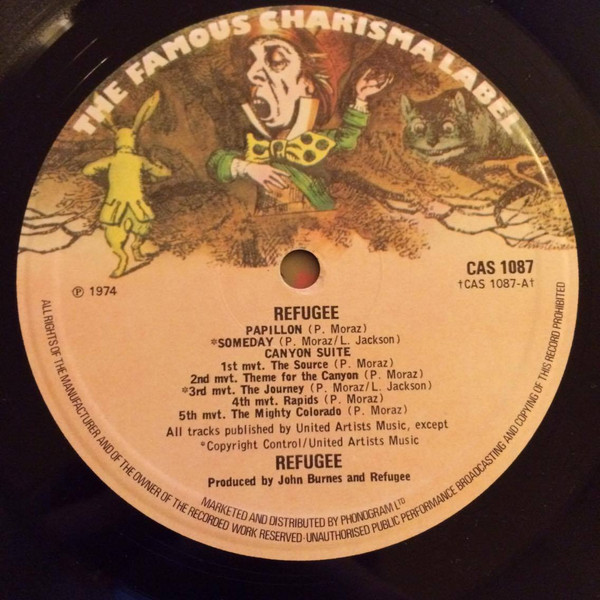 THE FAMOUS CHARISMA LABEL
℗ 1974
CAS 1087
†CAS 1087-A†
REFUGEE
PAPILLON (P. Moraz)
*SOMEDAY (P. Moraz/L. Jackson)
CANYON SUITE
1st mvt. The Source (P. Moraz)
2nd mvt. Theme for the Canyon (P. Moraz)
*3rd mvt. The Journey (P. Moraz/L. Jackson)
4th mvt. Rapids (P. Moraz)
5th mvt. The Mighty Colorado (P. Moraz)
All tracks published by United Artists Music, except
*Copyright Control/United Artists Music
REFUGEE
Produced by John Burnes and Refugee
MARKETED AND DISTRIBUTED BY PHONOGRAM LTD
ALL RIGHTS OF THE MANUFACTURER AND OF THE OWNER OF THE RECORDED WORK RESERVED·UNAUTHORISED PUBLIC PERFORMANCE BROADCASTING AND COPYING OF THIS RECORD PROHIBITED